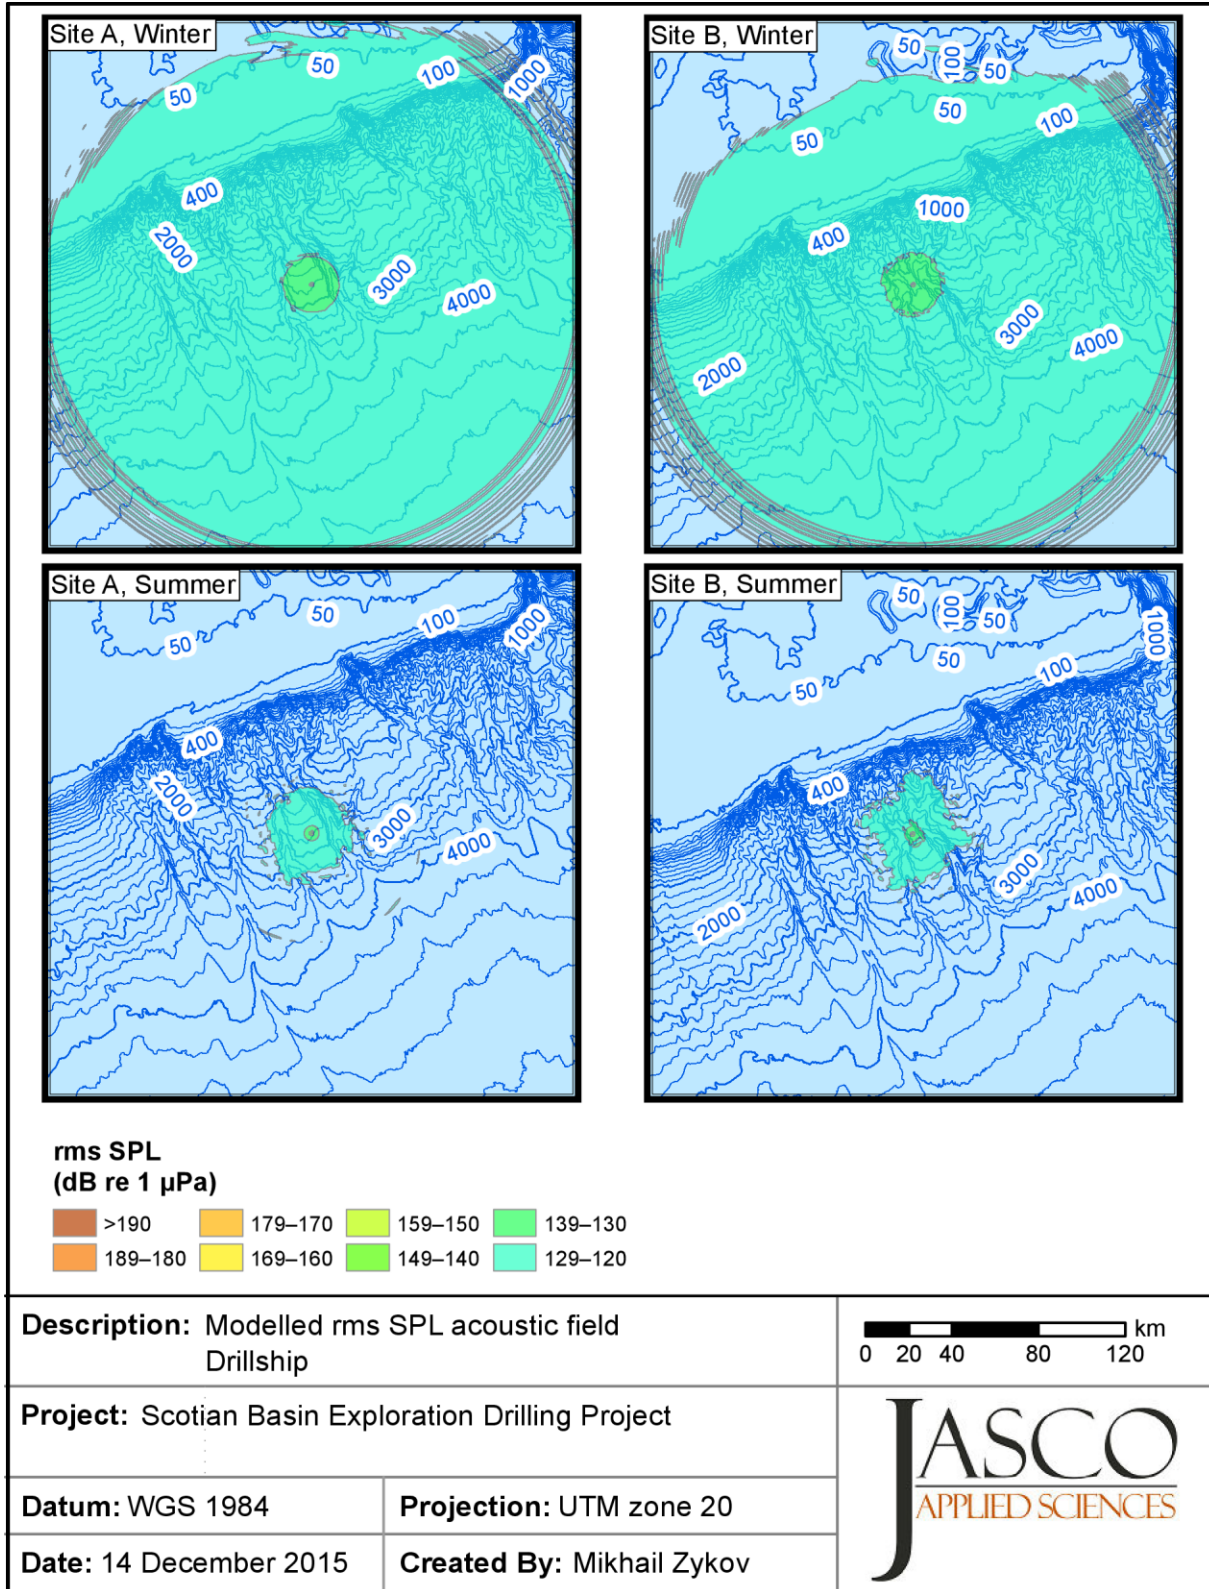 Site A, Winter
50
50
100
1000
400
2000
3000
4000
Site B, Winter
50
100
50
50
50
100
1000
400
3000
4000
2000
Site A, Summer
50
50
100
1000
400
2000
3000
4000
Site B, Summer
50
100
50
50
50
1000
100
400
3000
4000
2000
rms SPL
(dB re 1 µPa)
>190 179–170 159–150 139–130
189–180 169–160 149–140 129–120
Description: Modelled rms SPL acoustic field
Drillship
km
0 20 40 80 120
Project: Scotian Basin Exploration Drilling Project
JASCO
APPLIED SCIENCES
Datum: WGS 1984 Projection: UTM zone 20
Date: 14 December 2015 Created By: Mikhail Zykov